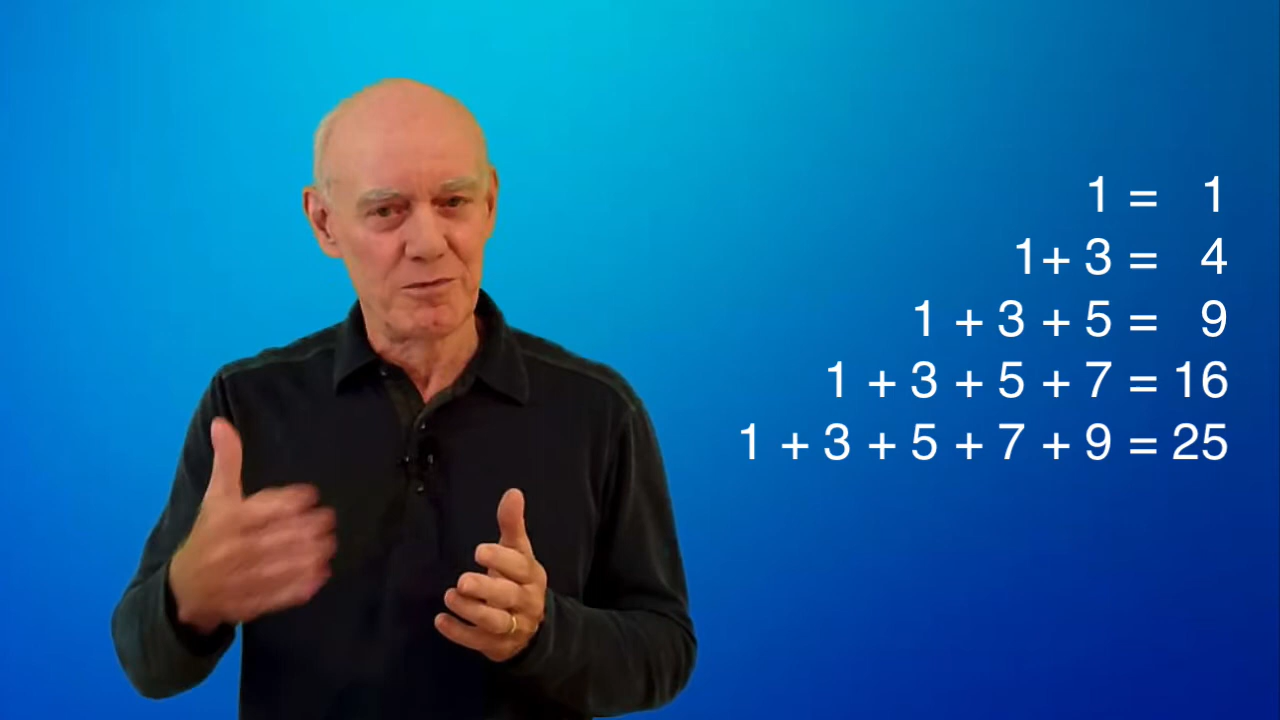 1 = 1
1+ 3 = 4
1 + 3 + 5 = 9
1 + 3 + 5 + 7 = 16
1 + 3 + 5 + 7 + 9 = 25